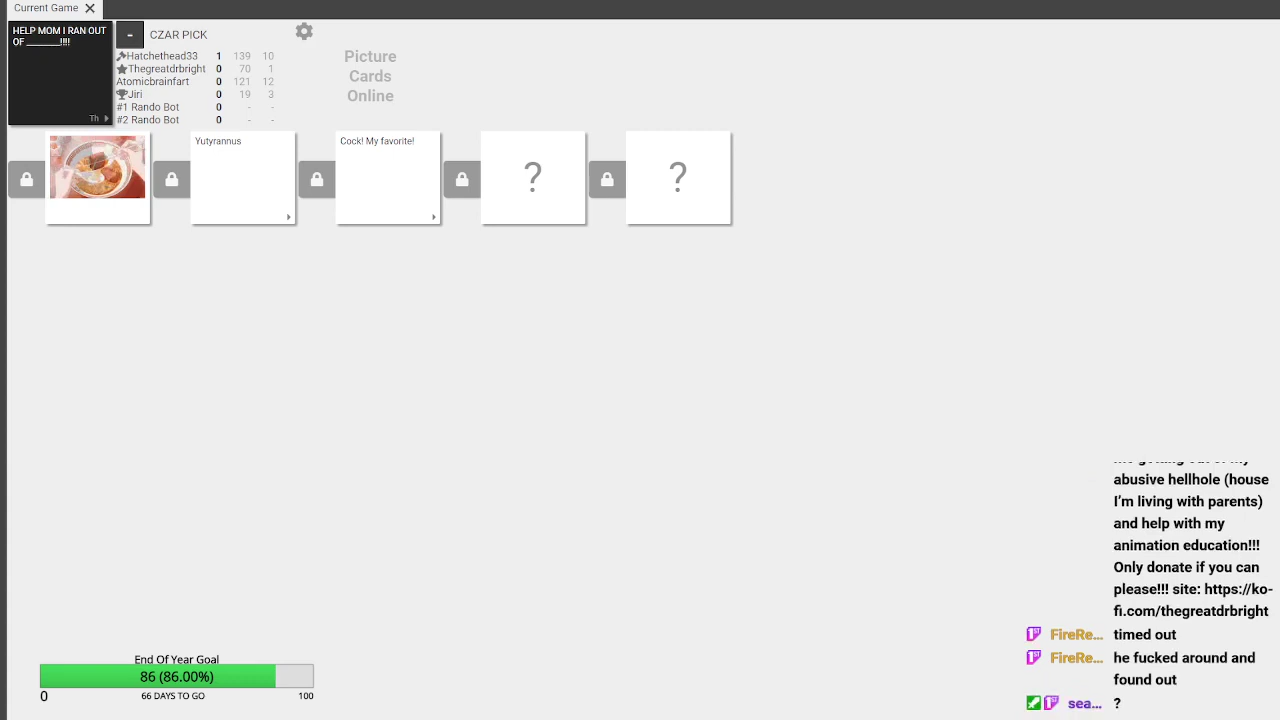 Current Game
HELP MOM I RAN OUT
OF ______!!!!
Th
-
CZAR PICK
Hatchethead33 1 139 10
Thegreatdrbright 0 70 1
Atomicbrainfart 0 121 12
Jiri 0 19 3
#1 Rando Bot 0 - -
#2 Rando Bot 0 - -
Picture
Cards
Online
Yutyrannus
Cock! My favorite!
?
?
abusive hellhole (house
I'm living with parents)
and help with my
animation education!!!
Only donate if you can
please!!! site: https://ko-
fi.com/thegreatdrbright
FireRe... timed out
FireRe... he fucked around and
found out
sea... ?
End Of Year Goal
86 (86.00%)
0 66 DAYS TO GO 100